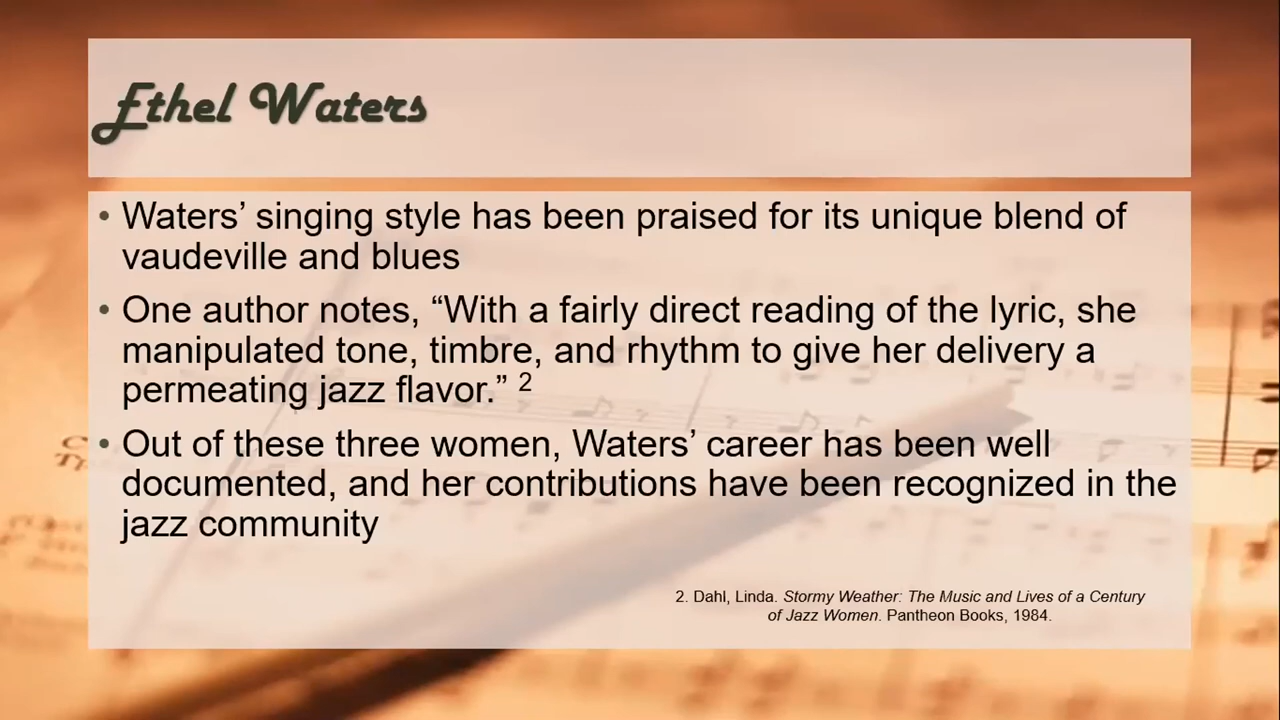 Ethel Waters
• Waters’ singing style has been praised for its unique blend of
vaudeville and blues
• One author notes, “With a fairly direct reading of the lyric, she
manipulated tone, timbre, and rhythm to give her delivery a
permeating jazz flavor.” 2
• Out of these three women, Waters’ career has been well
documented, and her contributions have been recognized in the
jazz community
2. Dahl, Linda. Stormy Weather: The Music and Lives of a Century
of Jazz Women. Pantheon Books, 1984.